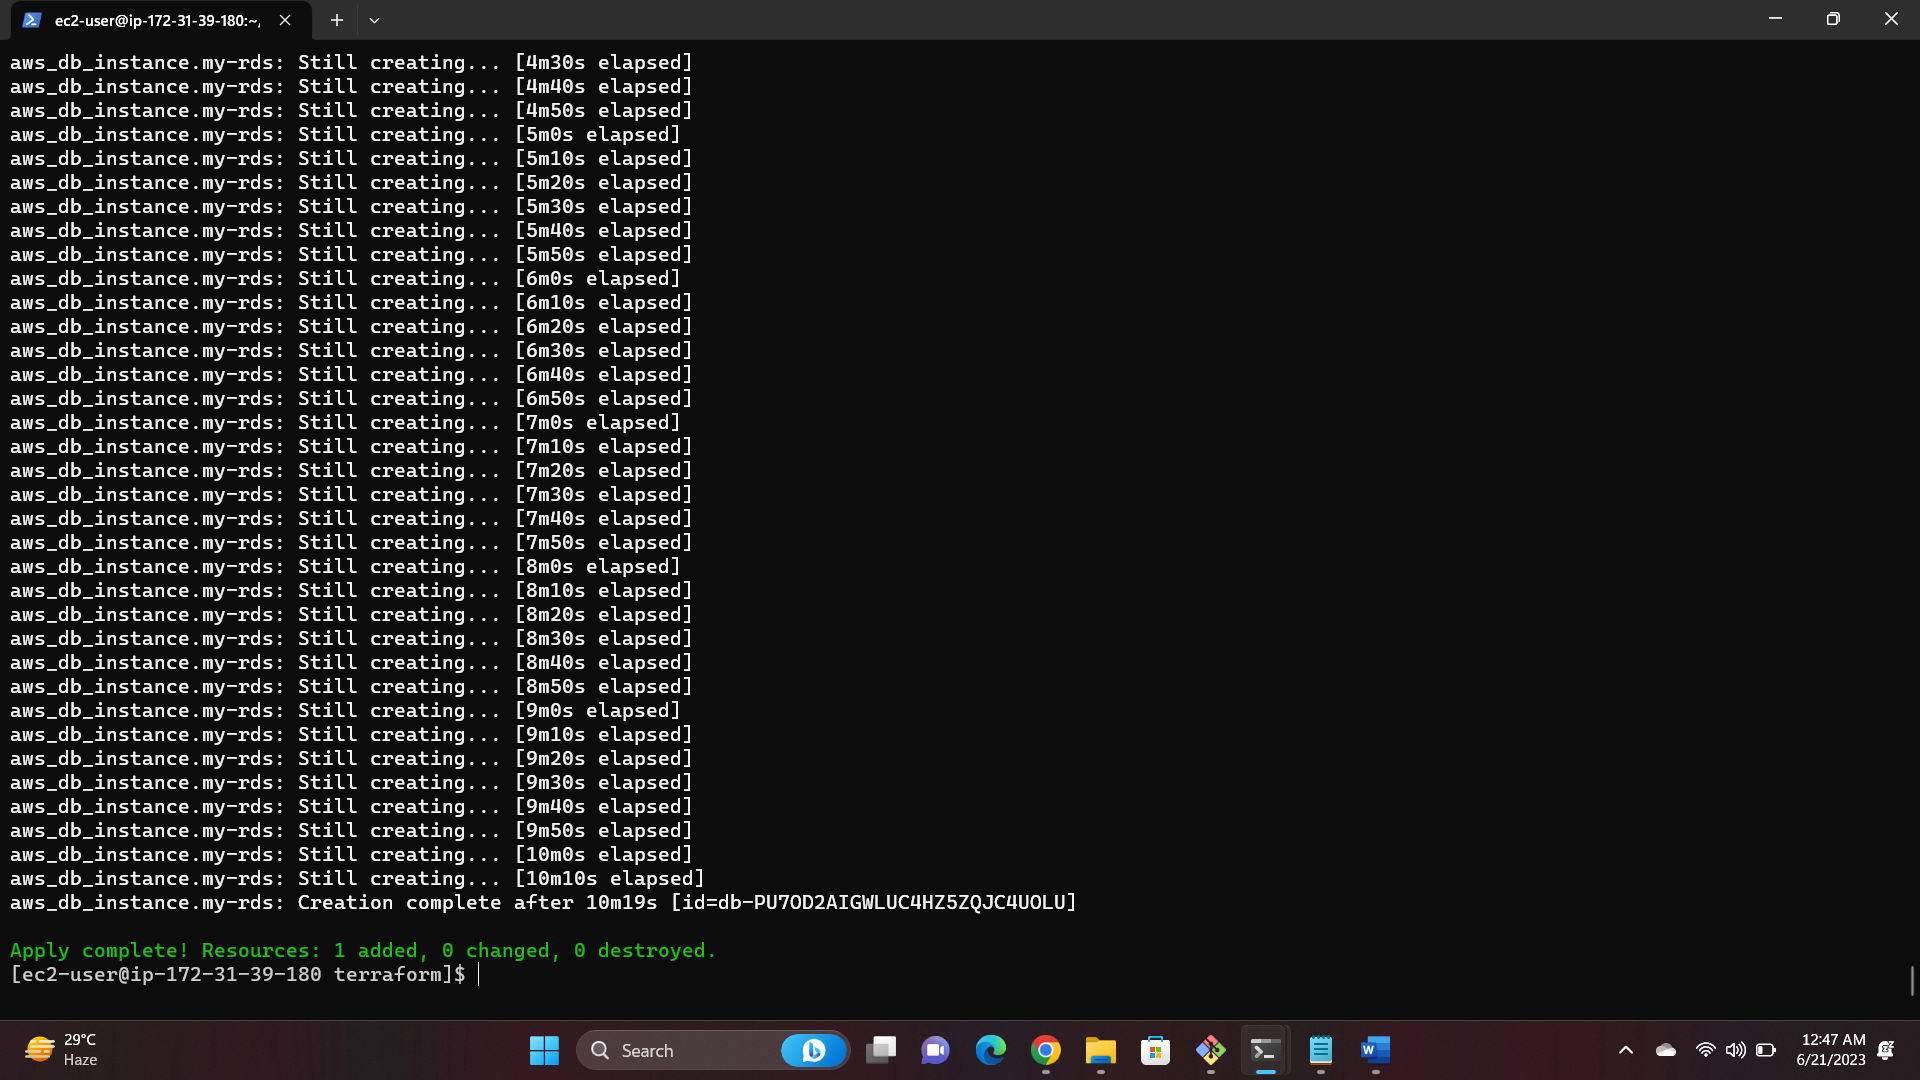 ec2-user@ip-172-31-39-180:~/
aws_db_instance.my-rds: Still creating... [4m30s elapsed]
aws_db_instance.my-rds: Still creating... [4m40s elapsed]
aws_db_instance.my-rds: Still creating... [4m50s elapsed]
aws_db_instance.my-rds: Still creating... [5m0s elapsed]
aws_db_instance.my-rds: Still creating... [5m10s elapsed]
aws_db_instance.my-rds: Still creating... [5m20s elapsed]
aws_db_instance.my-rds: Still creating... [5m30s elapsed]
aws_db_instance.my-rds: Still creating... [5m40s elapsed]
aws_db_instance.my-rds: Still creating... [5m50s elapsed]
aws_db_instance.my-rds: Still creating... [6m0s elapsed]
aws_db_instance.my-rds: Still creating... [6m10s elapsed]
aws_db_instance.my-rds: Still creating... [6m20s elapsed]
aws_db_instance.my-rds: Still creating... [6m30s elapsed]
aws_db_instance.my-rds: Still creating... [6m40s elapsed]
aws_db_instance.my-rds: Still creating... [6m50s elapsed]
aws_db_instance.my-rds: Still creating... [7m0s elapsed]
aws_db_instance.my-rds: Still creating... [7m10s elapsed]
aws_db_instance.my-rds: Still creating... [7m20s elapsed]
aws_db_instance.my-rds: Still creating... [7m30s elapsed]
aws_db_instance.my-rds: Still creating... [7m40s elapsed]
aws_db_instance.my-rds: Still creating... [7m50s elapsed]
aws_db_instance.my-rds: Still creating... [8m0s elapsed]
aws_db_instance.my-rds: Still creating... [8m10s elapsed]
aws_db_instance.my-rds: Still creating... [8m20s elapsed]
aws_db_instance.my-rds: Still creating... [8m30s elapsed]
aws_db_instance.my-rds: Still creating... [8m40s elapsed]
aws_db_instance.my-rds: Still creating... [8m50s elapsed]
aws_db_instance.my-rds: Still creating... [9m0s elapsed]
aws_db_instance.my-rds: Still creating... [9m10s elapsed]
aws_db_instance.my-rds: Still creating... [9m20s elapsed]
aws_db_instance.my-rds: Still creating... [9m30s elapsed]
aws_db_instance.my-rds: Still creating... [9m40s elapsed]
aws_db_instance.my-rds: Still creating... [9m50s elapsed]
aws_db_instance.my-rds: Still creating... [10m0s elapsed]
aws_db_instance.my-rds: Still creating... [10m10s elapsed]
aws_db_instance.my-rds: Creation complete after 10m19s [id=db-PU7OD2AIGWLUC4HZ5ZQJC4UOLU]
Apply complete! Resources: 1 added, 0 changed, 0 destroyed.
[ec2-user@ip-172-31-39-180 terraform]$
29°C
Haze
Search
12:47 AM
6/21/2023